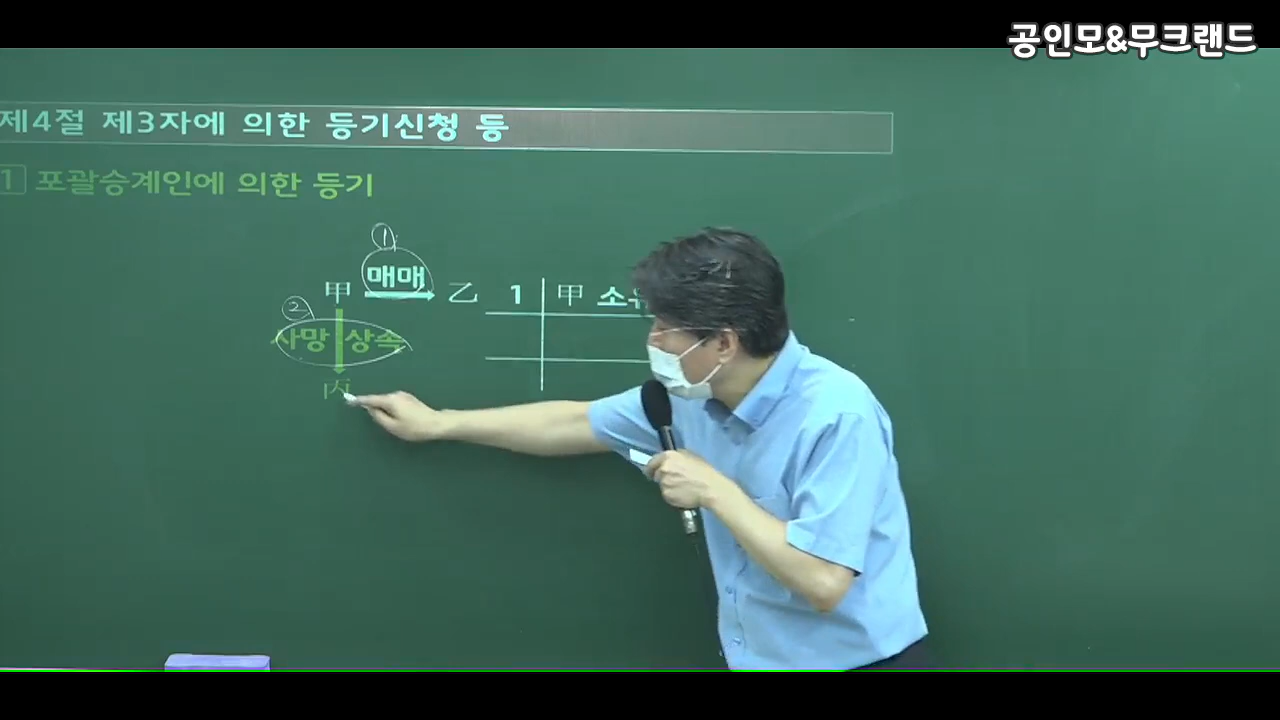 공인모&무크랜드
제4절 제3자에 의한 등기신청 등
1 포괄승계인에 의한 등기
①
甲 매매 乙 1 甲 소유
②
사망 상속
丙